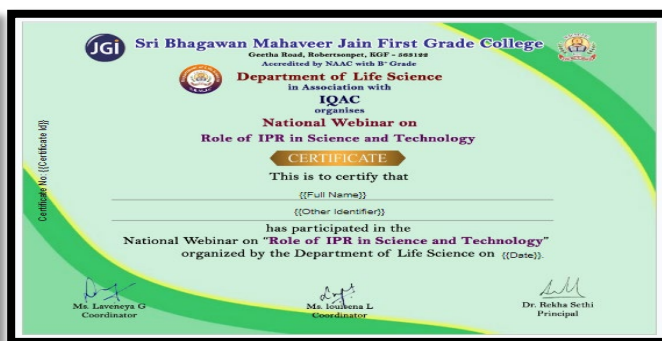 JGI Sri Bhagawan Mahaveer Jain First Grade College
Geetha Road, Robertsonpet, KGF - 563122
Accredited by NAAC with B+ Grade
Department of Life Science
in Association with
IQAC
organises
National Webinar on
Role of IPR in Science and Technology
CERTIFICATE
This is to certify that
{{Full Name}}
{{Other Identifier}}
has participated in the
National Webinar on "Role of IPR in Science and Technology"
organized by the Department of Life Science on {{Date}}.
Certificate No: {{Certificate Id}}
Ms. Laveneya G
Coordinator
Ms. louisena L
Coordinator
Dr. Rekha Sethi
Principal